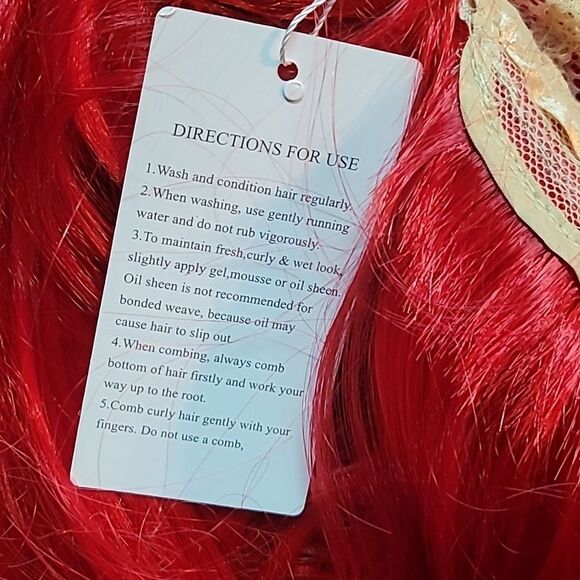 DIRECTIONS FOR USE
1.Wash and condition hair regularly.
2.When washing, use gently running
water and do not rub vigorously.
3.To maintain fresh,curly & wet look,
slightly apply gel,mousse or oil sheen.
Oil sheen is not recommended for
bonded weave, because oil may
cause hair to slip out
4.When combing, always comb
bottom of hair firstly and work your
way up to the root.
5.Comb curly hair gently with your
fingers. Do not use a comb,